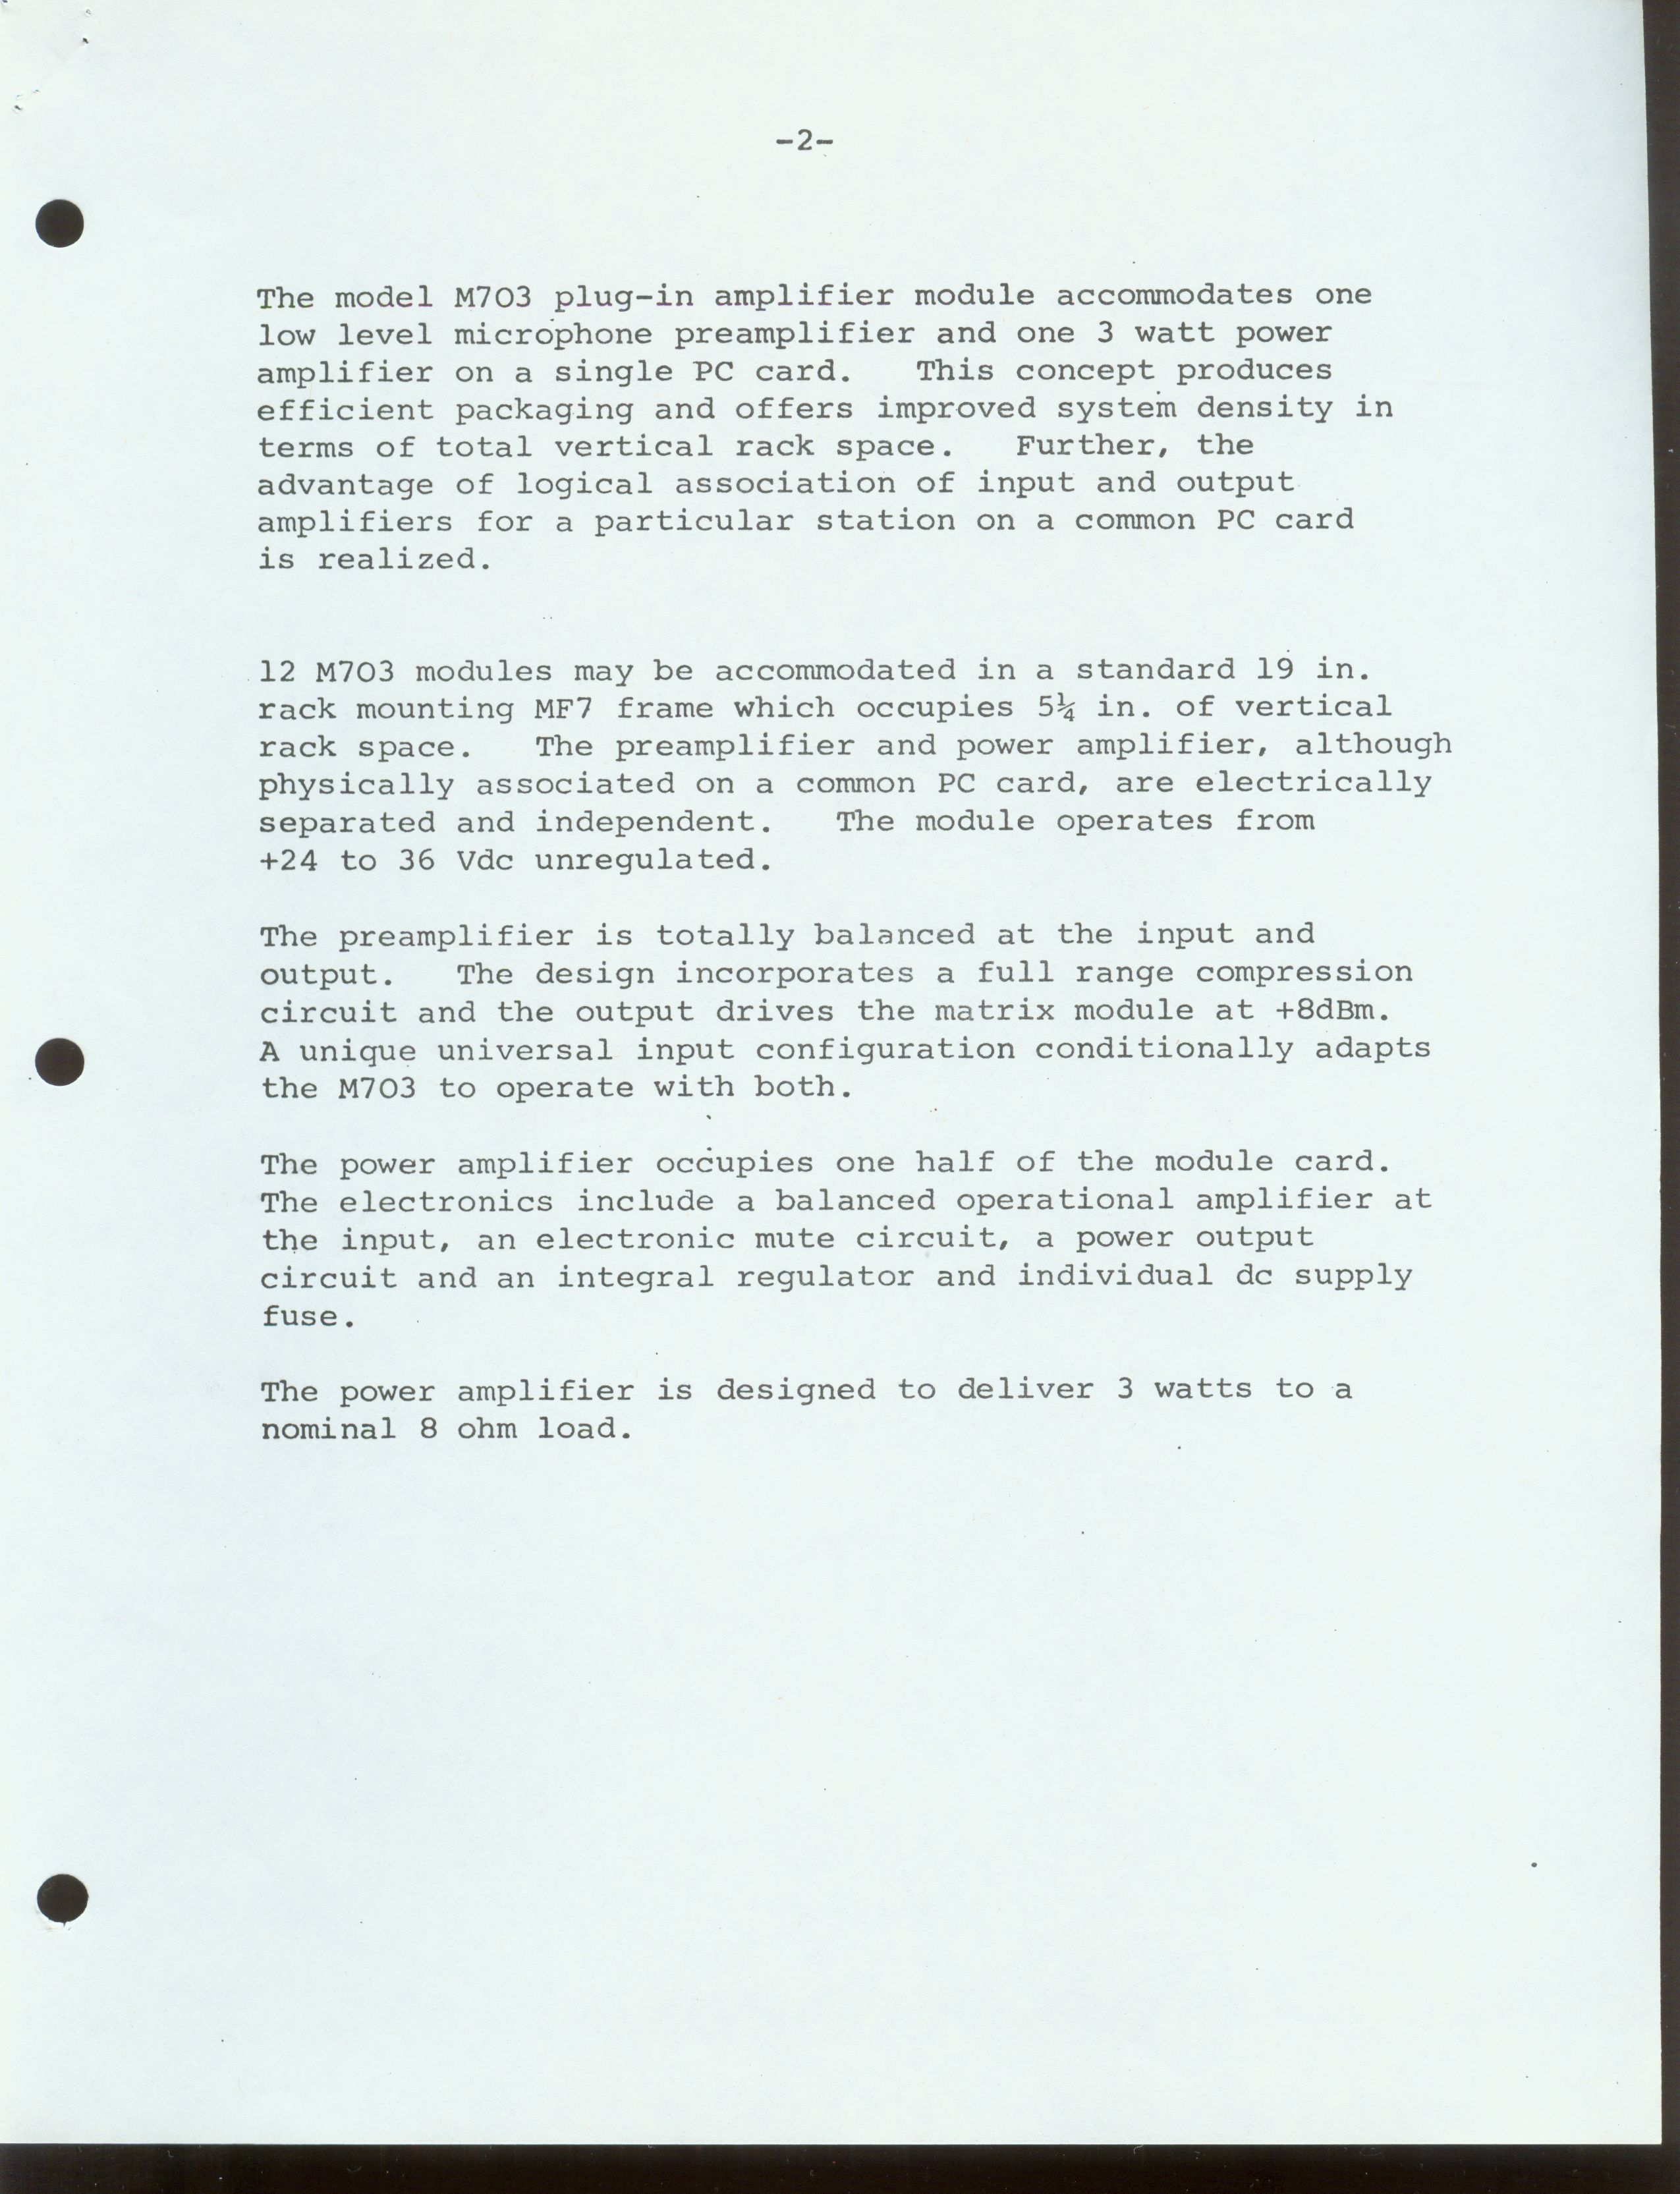 -2-
The model M703 plug-in amplifier module accommodates one
low level microphone preamplifier and one 3 watt power
amplifier on a single PC card.   This concept produces
efficient packaging and offers improved system density in
terms of total vertical rack space.   Further, the
advantage of logical association of input and output
amplifiers for a particular station on a common PC card
is realized.
12 M703 modules may be accommodated in a standard 19 in.
rack mounting MF7 frame which occupies 5¼ in. of vertical
rack space.   The preamplifier and power amplifier, although
physically associated on a common PC card, are electrically
separated and independent.   The module operates from
+24 to 36 Vdc unregulated.
The preamplifier is totally balanced at the input and
output.   The design incorporates a full range compression
circuit and the output drives the matrix module at +8dBm.
A unique universal input configuration conditionally adapts
the M703 to operate with both.
The power amplifier occupies one half of the module card.
The electronics include a balanced operational amplifier at
the input, an electronic mute circuit, a power output
circuit and an integral regulator and individual dc supply
fuse.
The power amplifier is designed to deliver 3 watts to a
nominal 8 ohm load.